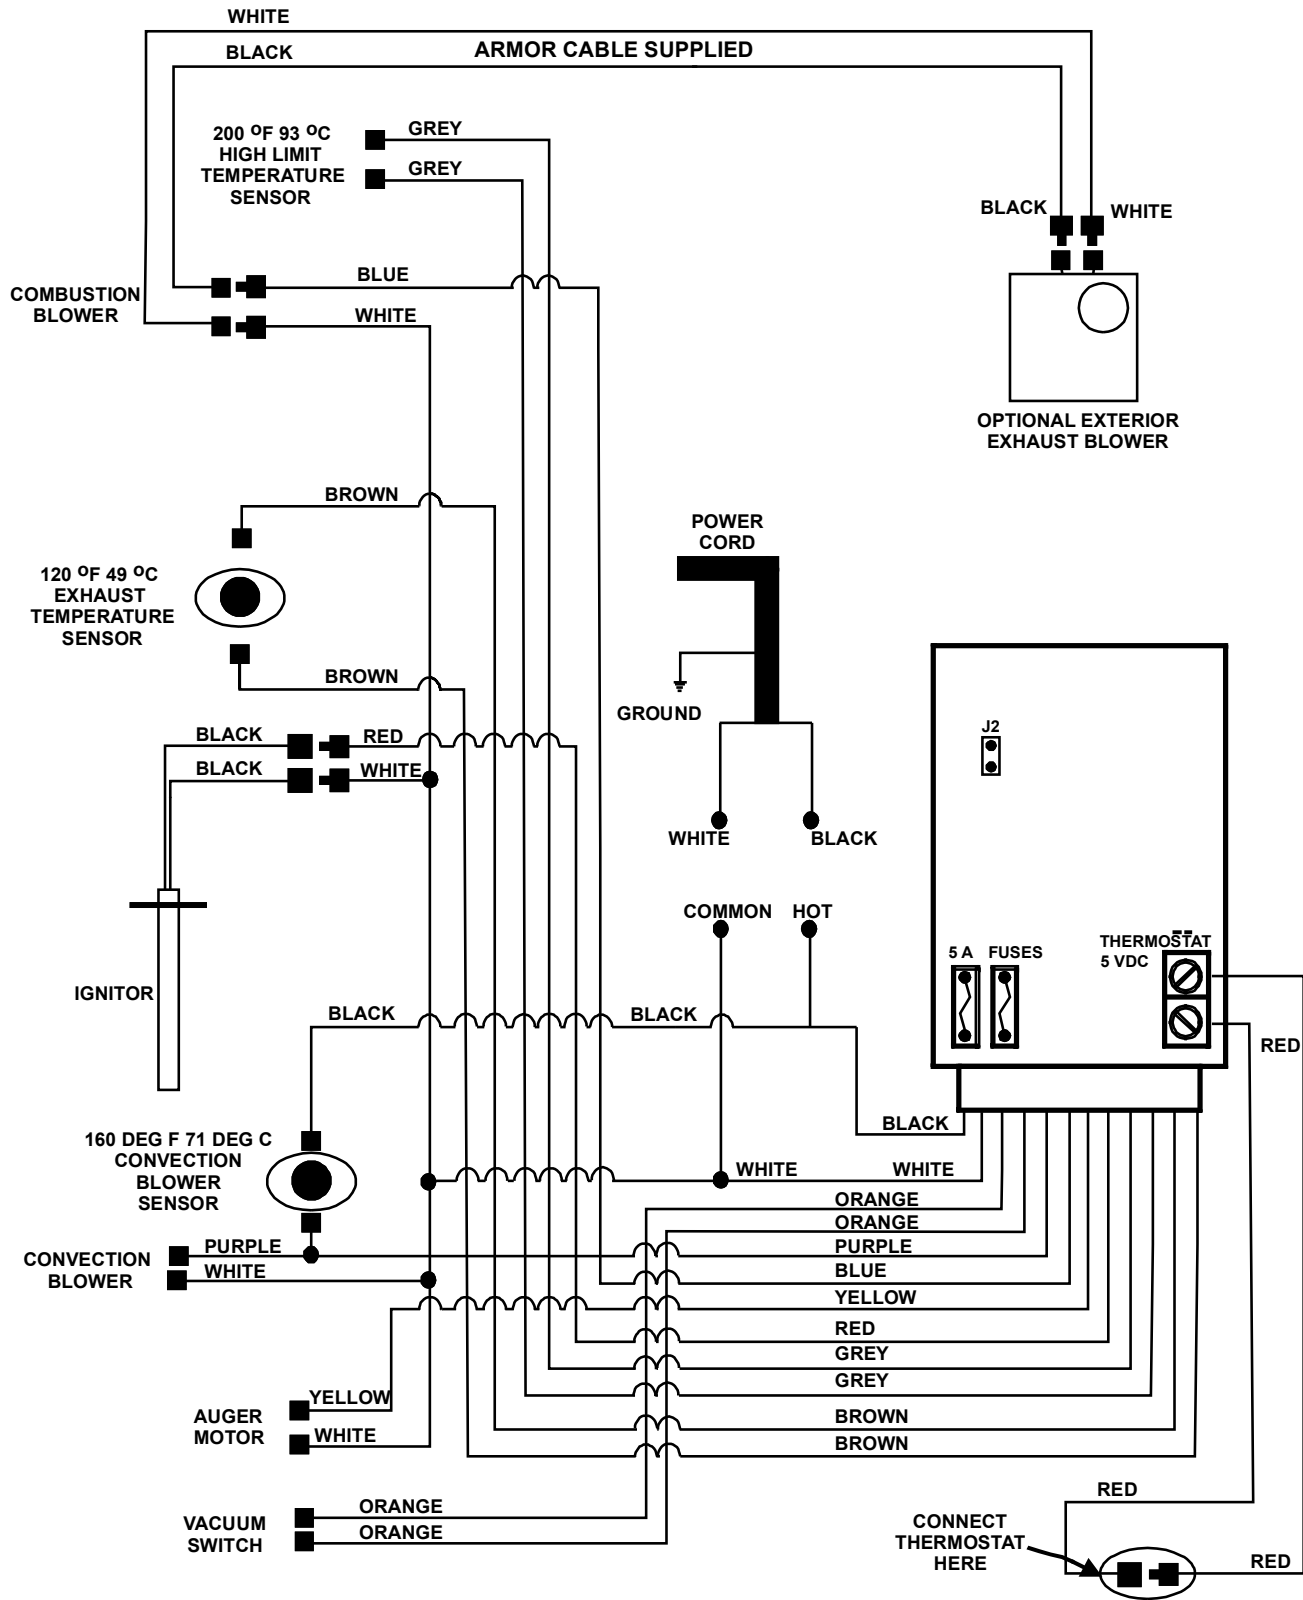 WHITE
BLACK
ARMOR CABLE SUPPLIED
200 ºF 93 ºC
HIGH LIMIT
TEMPERATURE
SENSOR
GREY
GREY
BLACK
WHITE
COMBUSTION
BLOWER
BLUE
WHITE
OPTIONAL EXTERIOR
EXHAUST BLOWER
BROWN
POWER
CORD
120 ºF 49 ºC
EXHAUST
TEMPERATURE
SENSOR
BROWN
GROUND
BLACK
RED
BLACK
WHITE
J2
WHITE
BLACK
COMMON
HOT
5 A
FUSES
THERMOSTAT
5 VDC
IGNITOR
BLACK
BLACK
RED
BLACK
160 DEG F 71 DEG C
CONVECTION
BLOWER
SENSOR
WHITE
WHITE
ORANGE
ORANGE
CONVECTION
BLOWER
PURPLE
WHITE
PURPLE
BLUE
YELLOW
RED
GREY
GREY
AUGER
MOTOR
YELLOW
WHITE
BROWN
BROWN
VACUUM
SWITCH
ORANGE
ORANGE
RED
CONNECT
THERMOSTAT
HERE
RED